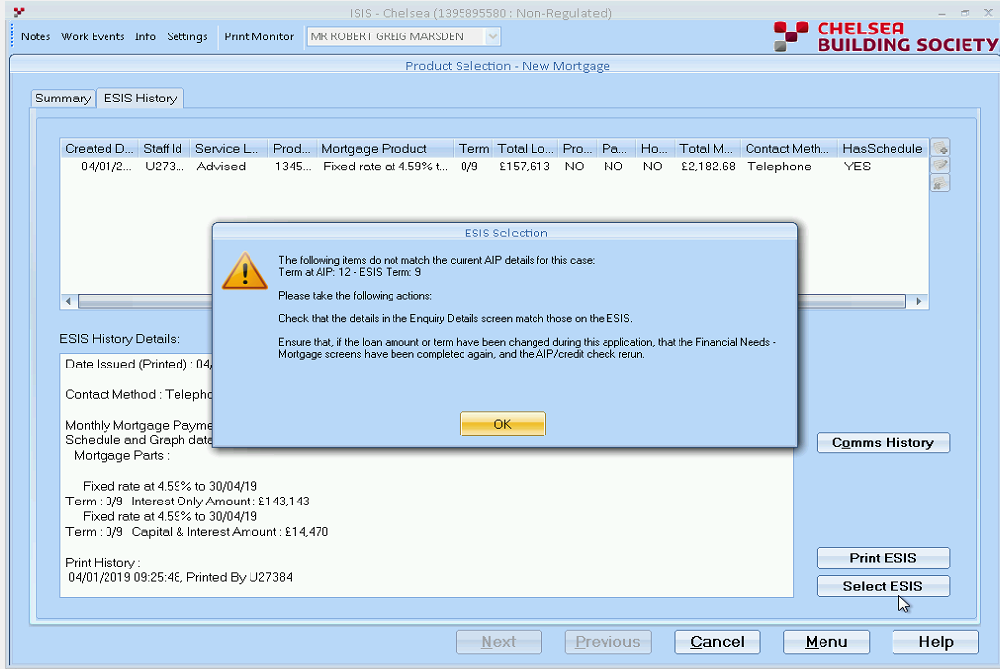 ISIS - Chelsea (1395895580 : Non-Regulated)
Notes Work Events Info Settings Print Monitor MR ROBERT GREIG MARSDEN
CHELSEA
BUILDING SOCIETY
Product Selection - New Mortgage
Summary ESIS History
Created D... Staff Id Service L... Prod... Mortgage Product Term Total Lo... Pro... Pa... Ho... Total M... Contact Meth... HasSchedule
04/01/2... U273... Advised 1345... Fixed rate at 4.59% t... 0/9 £157,613 NO NO NO £2,182.68 Telephone YES
ESIS Selection
The following items do not match the current AIP details for this case:
Term at AIP: 12 - ESIS Term: 9
Please take the following actions:
Check that the details in the Enquiry Details screen match those on the ESIS.
Ensure that, if the loan amount or term have been changed during this application, that the Financial Needs -
Mortgage screens have been completed again, and the AIP/credit check rerun.
OK
ESIS History Details:
Date Issued (Printed) : 04/
Contact Method : Telepho
Monthly Mortgage Payme
Schedule and Graph data
Mortgage Parts :
Fixed rate at 4.59% to 30/04/19
Term : 0/9 Interest Only Amount : £143,143
Fixed rate at 4.59% to 30/04/19
Term : 0/9 Capital & Interest Amount : £14,470
Print History :
04/01/2019 09:25:48, Printed By U27384
Comms History
Print ESIS
Select ESIS
Next Previous Cancel Menu Help